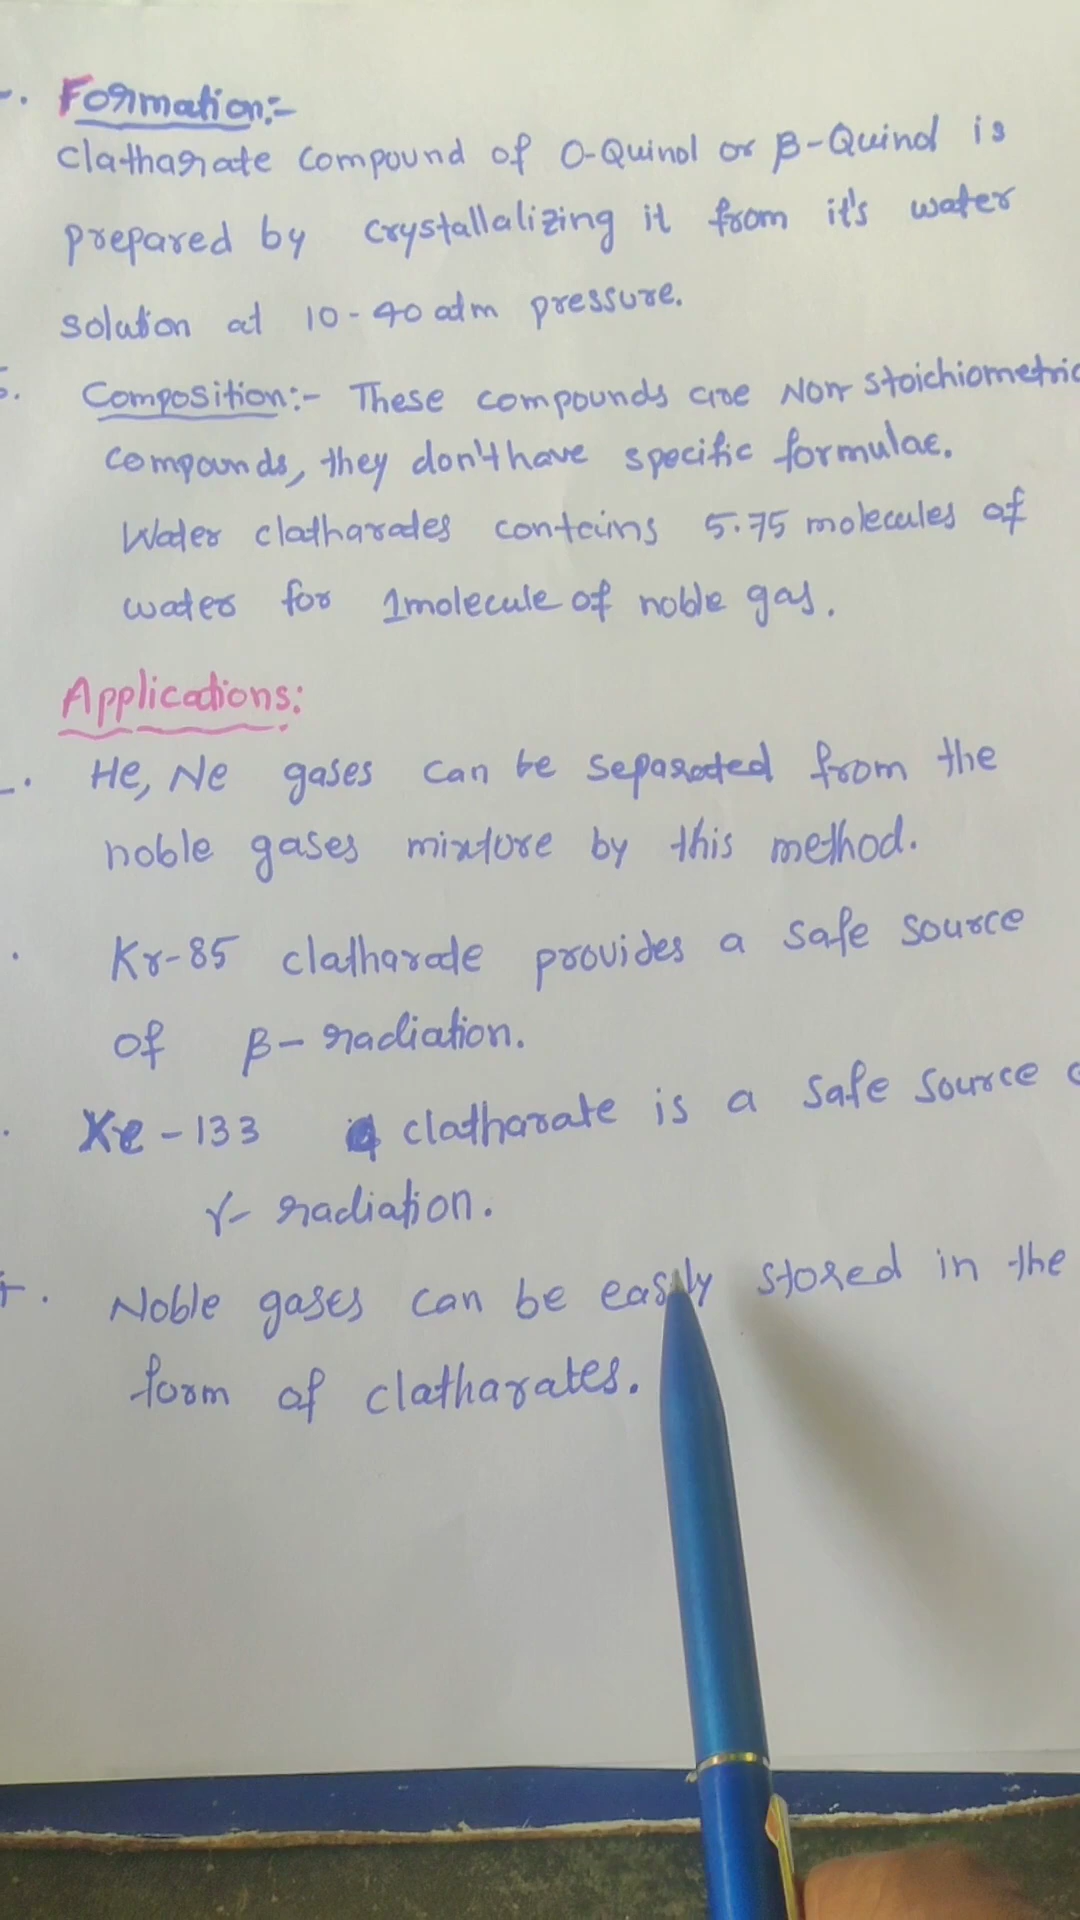 Formation:-
Clatharate compound of O-Quinol or β-Quinol is
prepared by crystallalizing it from it's water
solution at 10-40 atm pressure.
Composition:- These compounds are Non stoichiometric
compounds, they don't have specific formulae.
Water clatharates contains 5.75 molecules of
water for 1molecule of noble gas.
Applications:
He, Ne gases can be separated from the
noble gases mixture by this method.
Kr-85 clatharate provides a safe source
of β- radiation.
Xe-133 clatharate is a safe source
γ- radiation.
Noble gases can be easily stored in the
form of clatharates.